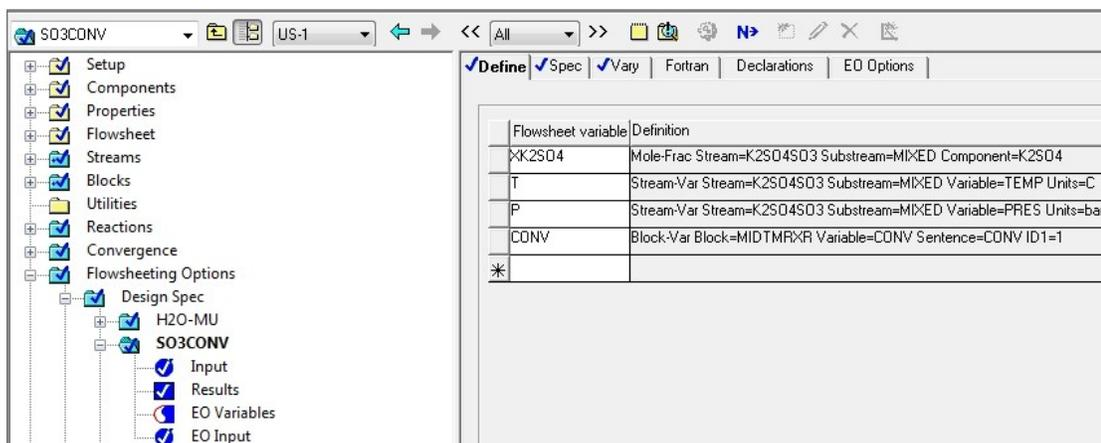 SO3CONV US-1 << All >> N>
Setup
Components
Properties
Flowsheet
Streams
Blocks
Utilities
Reactions
Convergence
Flowsheeting Options
Design Spec
H2O-MU
SO3CONV
Input
Results
EO Variables
EO Input
Define Spec Vary Fortran Declarations EO Options
Flowsheet variable Definition
XK2SO4 Mole-Frac Stream=K2SO4SO3 Substream=MIXED Component=K2SO4
T Stream-Var Stream=K2SO4SO3 Substream=MIXED Variable=TEMP Units=C
P Stream-Var Stream=K2SO4SO3 Substream=MIXED Variable=PRES Units=ba
CONV Block-Var Block=MIDTMRXR Variable=CONV Sentence=CONV ID1=1